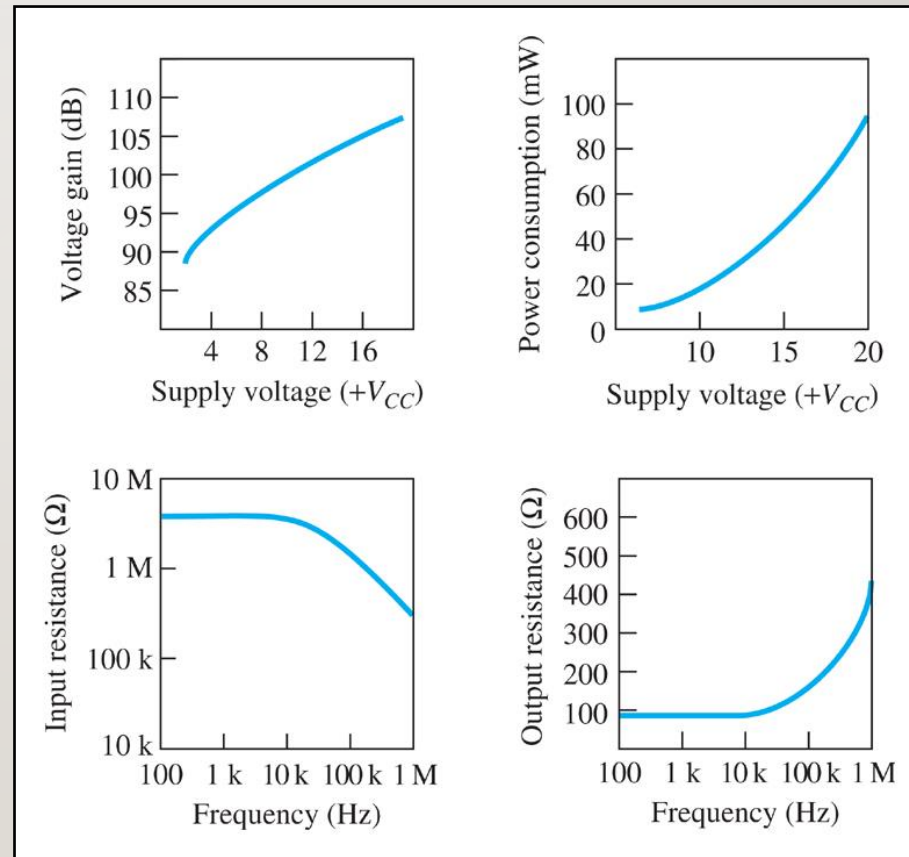 Voltage gain (dB)
110
105
100
95
90
85
4 8 12 16
Supply voltage (+V_CC)
Power consumption (mW)
100
80
60
40
20
0
10 15 20
Supply voltage (+V_CC)
Input resistance (Ω)
10 M
1 M
100 k
10 k
100 1 k 10 k 100 k 1 M
Frequency (Hz)
Output resistance (Ω)
600
500
400
300
200
100
100 1 k 10 k 100 k 1 M
Frequency (Hz)